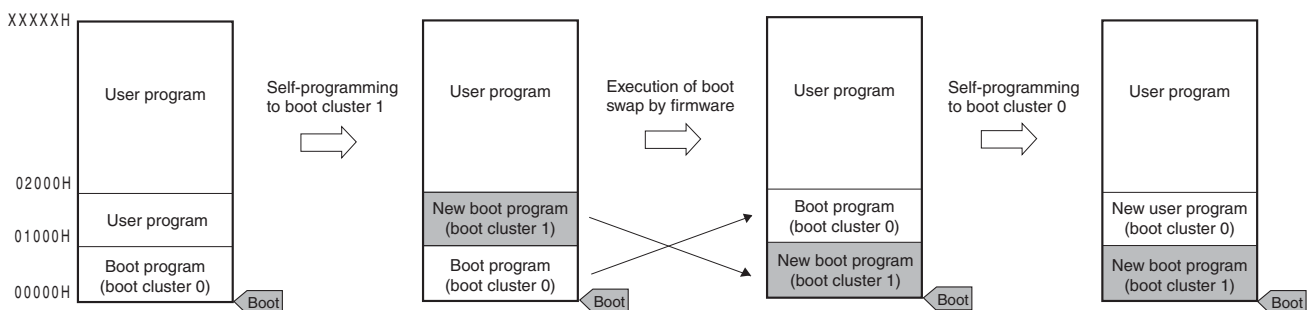 XXXXXH
02000H
01000H
00000H
User program
User program
Boot program
(boot cluster 0)
Boot
Self-programming
to boot cluster 1
User program
New boot program
(boot cluster 1)
Boot program
(boot cluster 0)
Boot
Execution of boot
swap by firmware
User program
Boot program
(boot cluster 0)
New boot program
(boot cluster 1)
Boot
Self-programming
to boot cluster 0
User program
New user program
(boot cluster 0)
New boot program
(boot cluster 1)
Boot